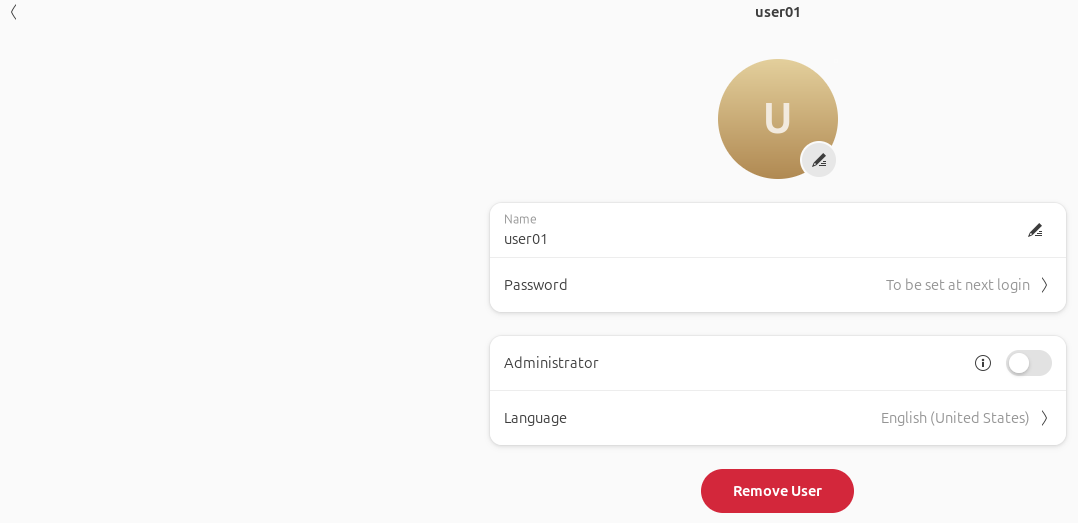 user01
U
Name
user01
Password To be set at next login
Administrator
Language English (United States)
Remove User